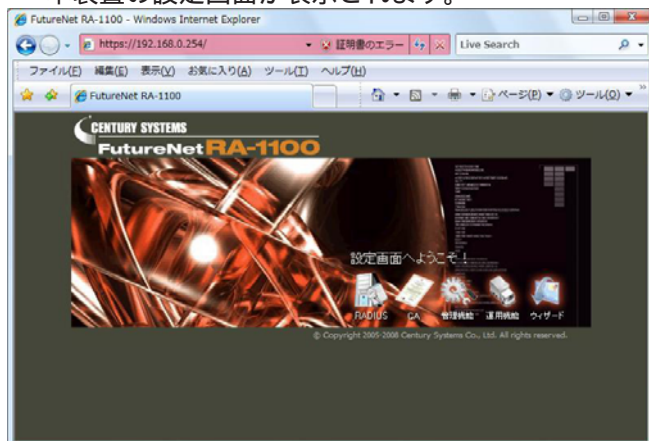 本装置の設定画面が表示されます。
FutureNet RA-1100 - Windows Internet Explorer
https://192.168.0.254/
証明書のエラー
Live Search
ファイル(F) 編集(E) 表示(V) お気に入り(A) ツール(T) ヘルプ(H)
FutureNet RA-1100
ページ(P) ツール(O)
CENTURY SYSTEMS
FutureNet RA-1100
設定画面へようこそ!
RADIUS CA 管理機能 運用機能 ウィザード
© Copyright 2005-2008 Century Systems Co., Ltd. All rights reserved.